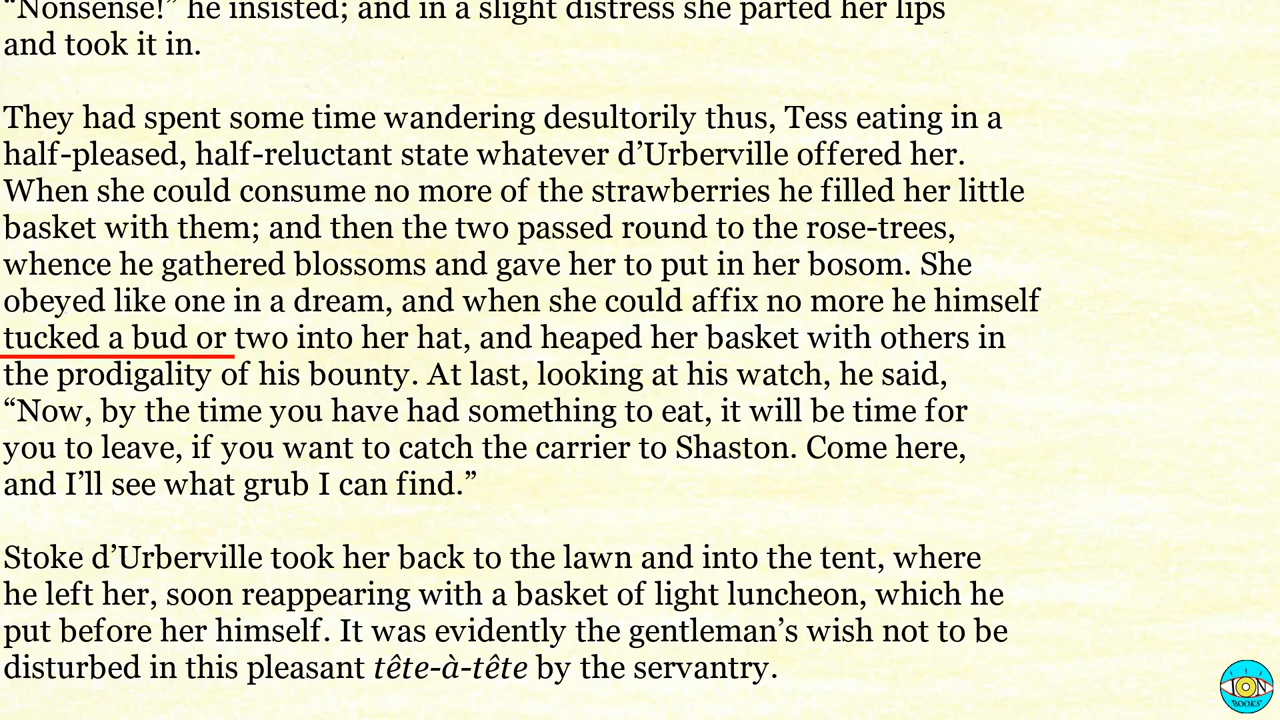 “Nonsense!” he insisted; and in a slight distress she parted her lips
and took it in.
They had spent some time wandering desultorily thus, Tess eating in a
half-pleased, half-reluctant state whatever d’Urberville offered her.
When she could consume no more of the strawberries he filled her little
basket with them; and then the two passed round to the rose-trees,
whence he gathered blossoms and gave her to put in her bosom. She
obeyed like one in a dream, and when she could affix no more he himself
tucked a bud or two into her hat, and heaped her basket with others in
the prodigality of his bounty. At last, looking at his watch, he said,
“Now, by the time you have had something to eat, it will be time for
you to leave, if you want to catch the carrier to Shaston. Come here,
and I’ll see what grub I can find.”
Stoke d’Urberville took her back to the lawn and into the tent, where
he left her, soon reappearing with a basket of light luncheon, which he
put before her himself. It was evidently the gentleman’s wish not to be
disturbed in this pleasant tête-à-tête by the servantry.
ION
BOOKS